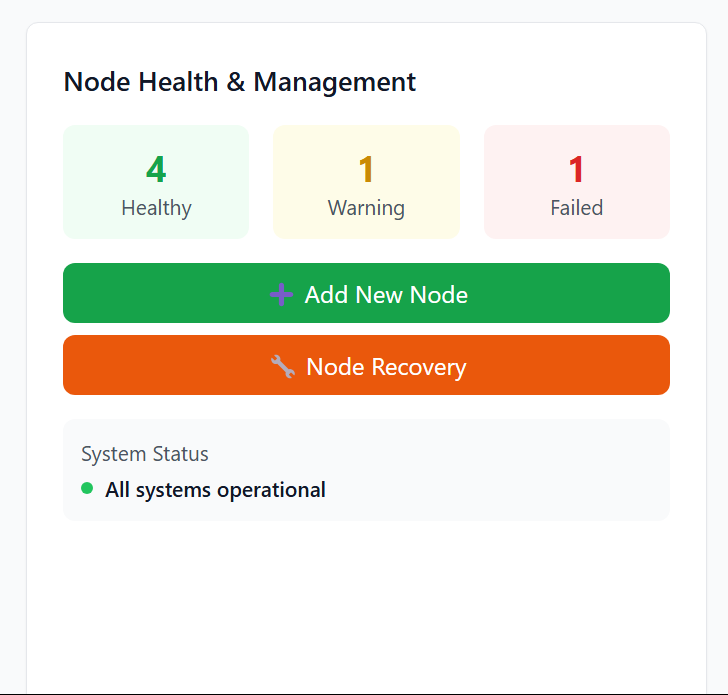 Node Health & Management
4
Healthy
1
Warning
1
Failed
➕ Add New Node
🔧 Node Recovery
System Status
All systems operational